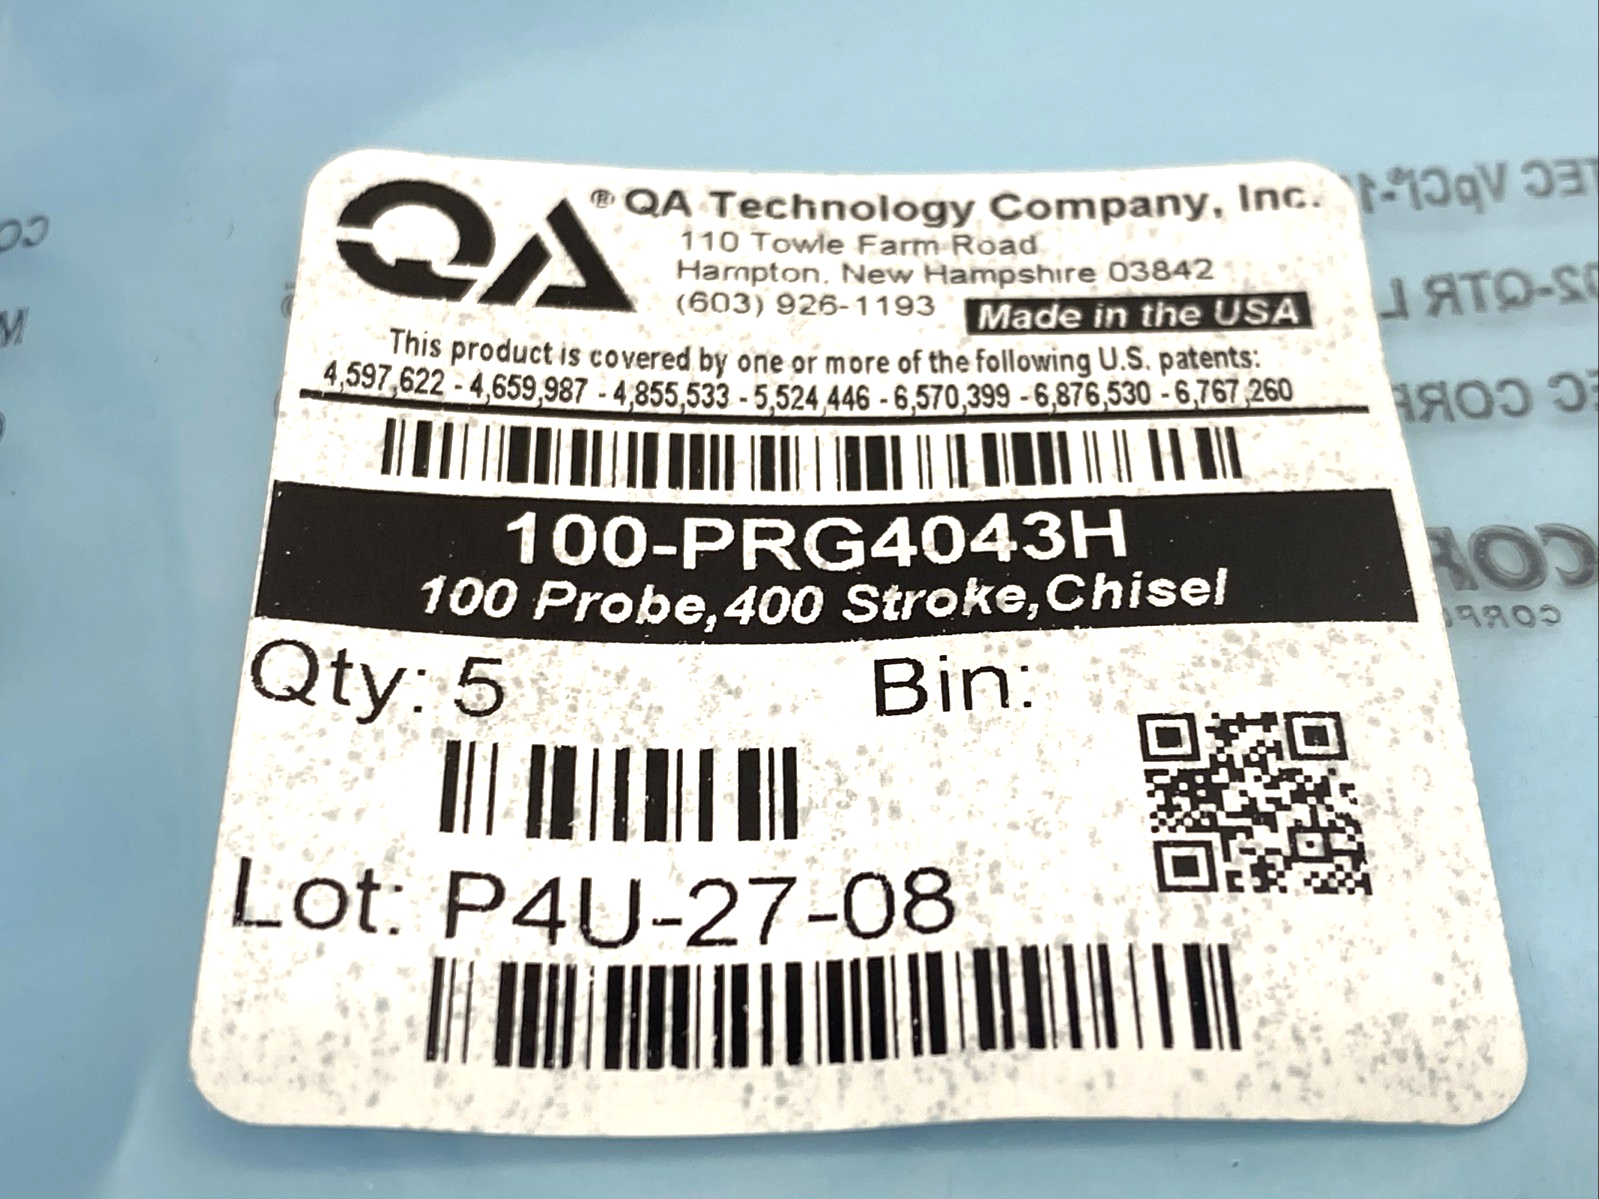 QA® QA Technology Company, Inc.
110 Towle Farm Road
Hampton, New Hampshire 03842
(603) 926-1193 Made in the USA
This product is covered by one or more of the following U.S. patents:
4,597,622 - 4,659,987 - 4,855,533 - 5,524,446 - 6,570,399 - 6,876,530 - 6,767,260
100-PRG4043H
100 Probe,400 Stroke,Chisel
Qty: 5 Bin:
Lot: P4U-27-08